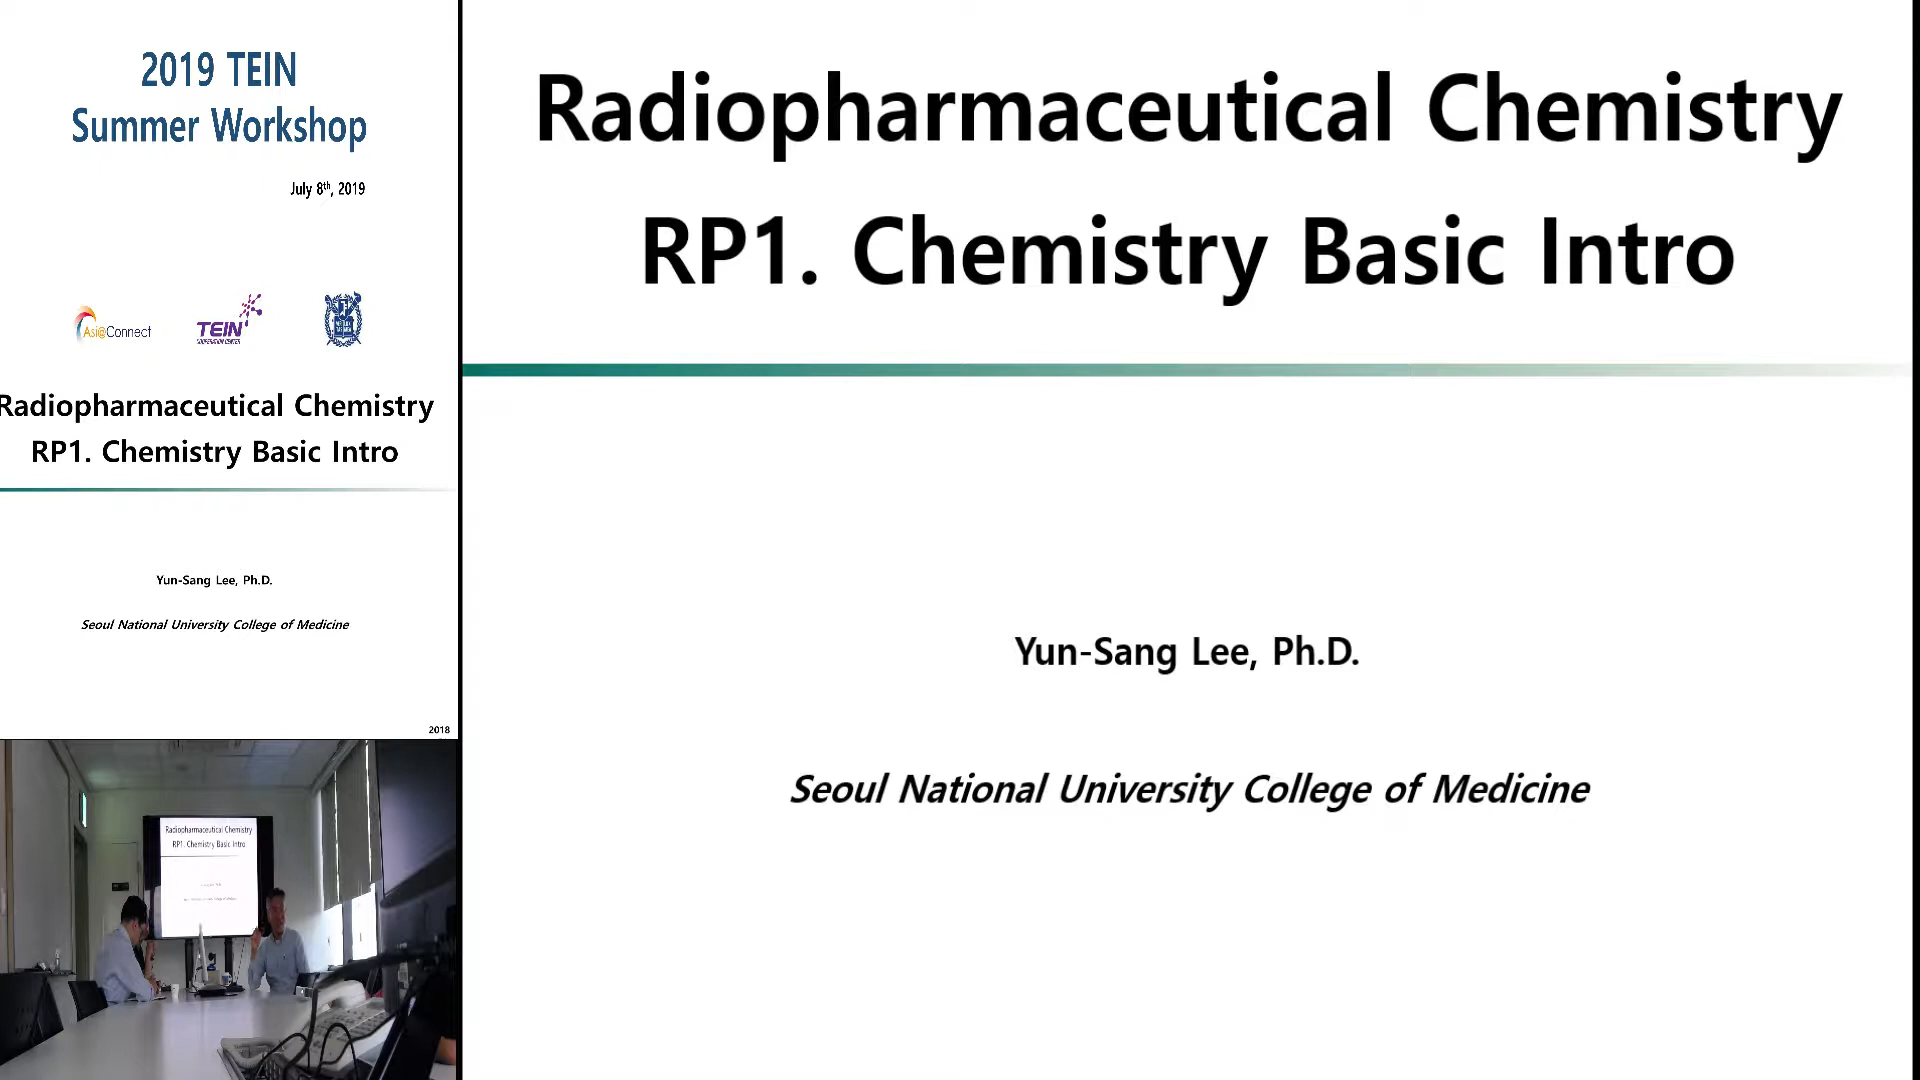 2019 TEIN
Summer Workshop
July 8th, 2019
Asi@Connect
TEIN
COOPERATION CENTER
Radiopharmaceutical Chemistry
RP1. Chemistry Basic Intro
Yun-Sang Lee, Ph.D.
Seoul National University College of Medicine
2018
Radiopharmaceutical Chemistry
RP1. Chemistry Basic Intro
Radiopharmaceutical Chemistry
RP1. Chemistry Basic Intro
Yun-Sang Lee, Ph.D.
Seoul National University College of Medicine